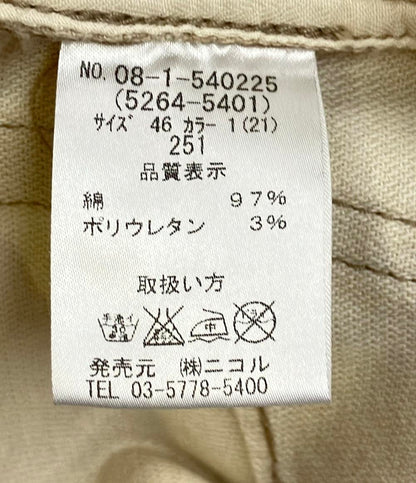 NO. 08-1-540225
(5264-5401)
ｻｲｽﾞ 46 ｶﾗｰ 1(21)
251
品質表示
綿 97%
ポリウレタン 3%
取扱い方
手洗イ 中
発売元 (株)ニコル
TEL 03-5778-5400